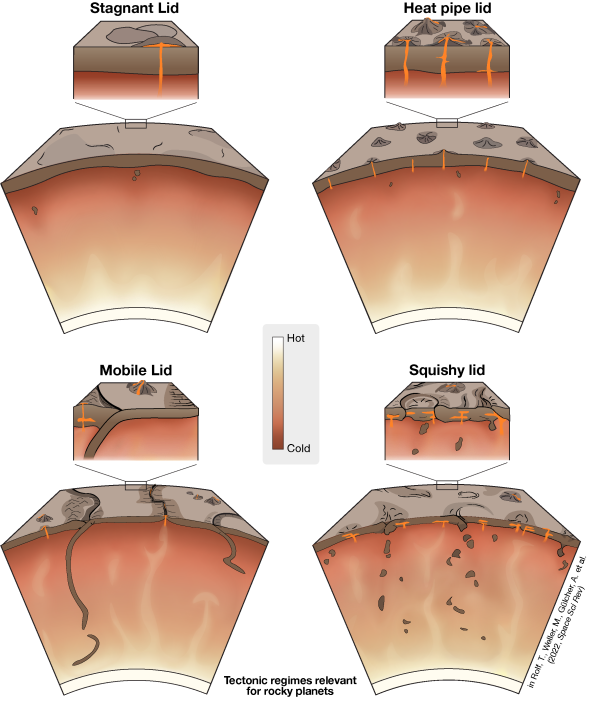 Stagnant Lid
Heat pipe lid
Hot
Cold
Mobile Lid
Squishy lid
Tectonic regimes relevant
for rocky planets
in Rolf, T., Weller, M., Gülcher, A. et al.
(2022, Space Sci Rev)